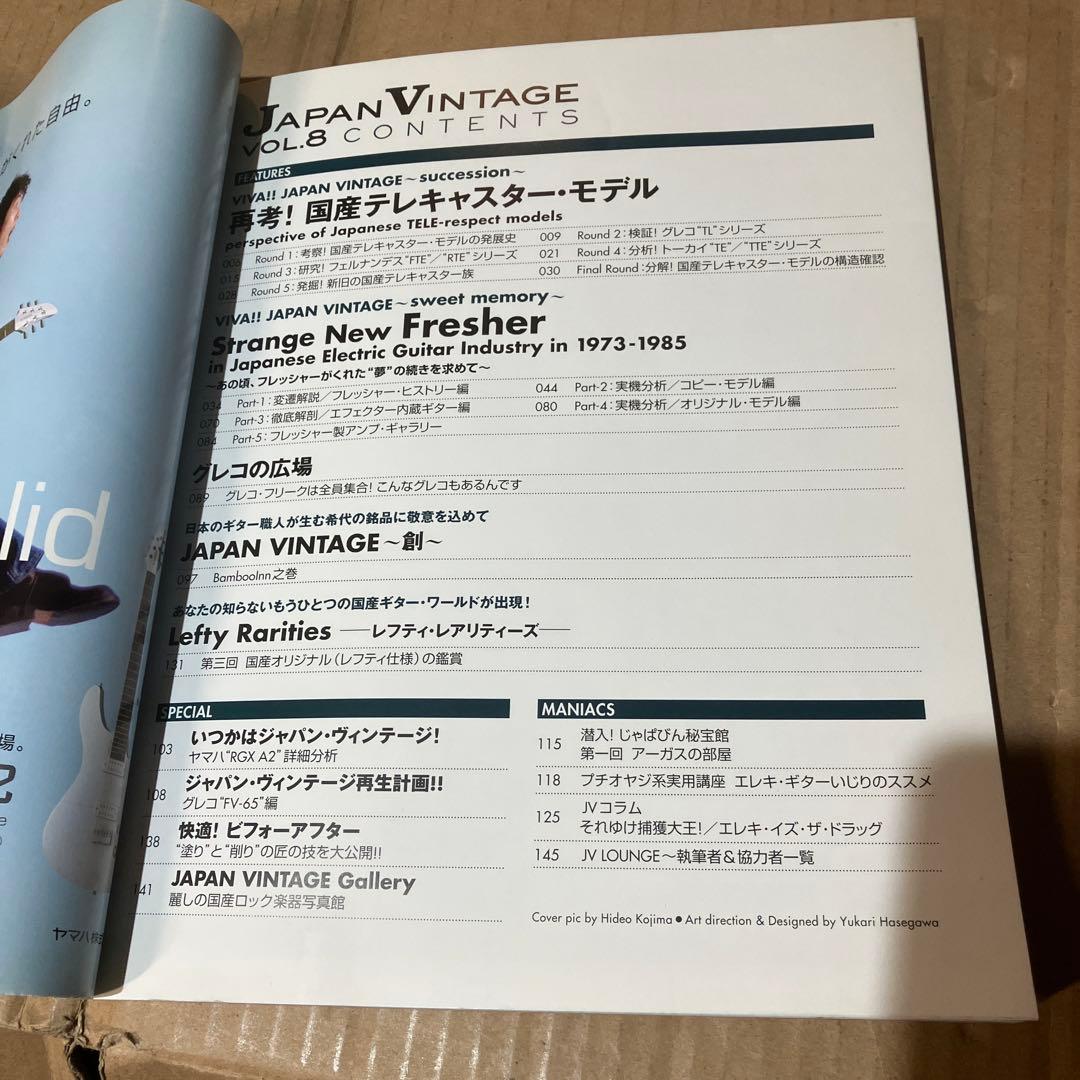 がくれた自由。
lid
場。
ヤマハ株式
JAPAN VINTAGE
VOL.8 CONTENTS
FEATURES
VIVA!! JAPAN VINTAGE～succession～
再考! 国産テレキャスター・モデル
perspective of Japanese TELE-respect models
006 Round 1:考察! 国産テレキャスター・モデルの発展史
009 Round 2:検証! グレコ"TL"シリーズ
015 Round 3:研究! フェルナンデス"FTE"／"RTE"シリーズ
021 Round 4:分析! トーカイ"TE"／"TTE"シリーズ
028 Round 5:発掘! 新旧の国産テレキャスター族
030 Final Round:分解! 国産テレキャスター・モデルの構造確認
VIVA!! JAPAN VINTAGE～sweet memory～
Strange New Fresher
in Japanese Electric Guitar Industry in 1973-1985
～あの頃、フレッシャーがくれた"夢"の続きを求めて～
034 Part-1:変遷解説／フレッシャー・ヒストリー編
044 Part-2:実機分析／コピー・モデル編
070 Part-3:徹底解剖／エフェクター内蔵ギター編
080 Part-4:実機分析／オリジナル・モデル編
084 Part-5:フレッシャー製アンプ・ギャラリー
グレコの広場
089 グレコ・フリークは全員集合! こんなグレコもあるんです
日本のギター職人が生む希代の銘品に敬意を込めて
JAPAN VINTAGE～創～
097 BambooInn之巻
あなたの知らないもうひとつの国産ギター・ワールドが出現!
Lefty Rarities ──レフティ・レアリティーズ──
131 第三回 国産オリジナル(レフティ仕様)の鑑賞
SPECIAL
103 いつかはジャパン・ヴィンテージ!
ヤマハ"RGX A2"詳細分析
108 ジャパン・ヴィンテージ再生計画!!
グレコ"FV-65"編
138 快適! ビフォーアフター
"塗り"と"削り"の匠の技を大公開!!
141 JAPAN VINTAGE Gallery
麗しの国産ロック楽器写真館
MANIACS
115 潜入! じゃぱびん秘宝館
第一回 アーガスの部屋
118 プチオヤジ系実用講座 エレキ・ギターいじりのススメ
125 JVコラム
それゆけ捕獲大王!／エレキ・イズ・ザ・ドラッグ
145 JV LOUNGE～執筆者&協力者一覧
Cover pic by Hideo Kojima ● Art direction & Designed by Yukari Hasegawa